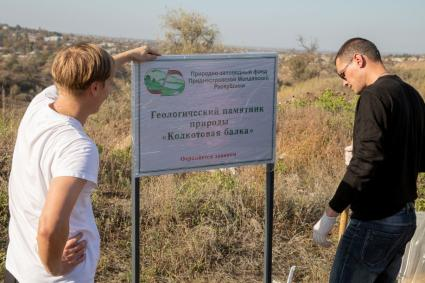 Природно-заповедный фонд
Приднестровской Молдавской
Республики
Геологический памятник
природы
«Колкотовая балка»
Охраняется законом